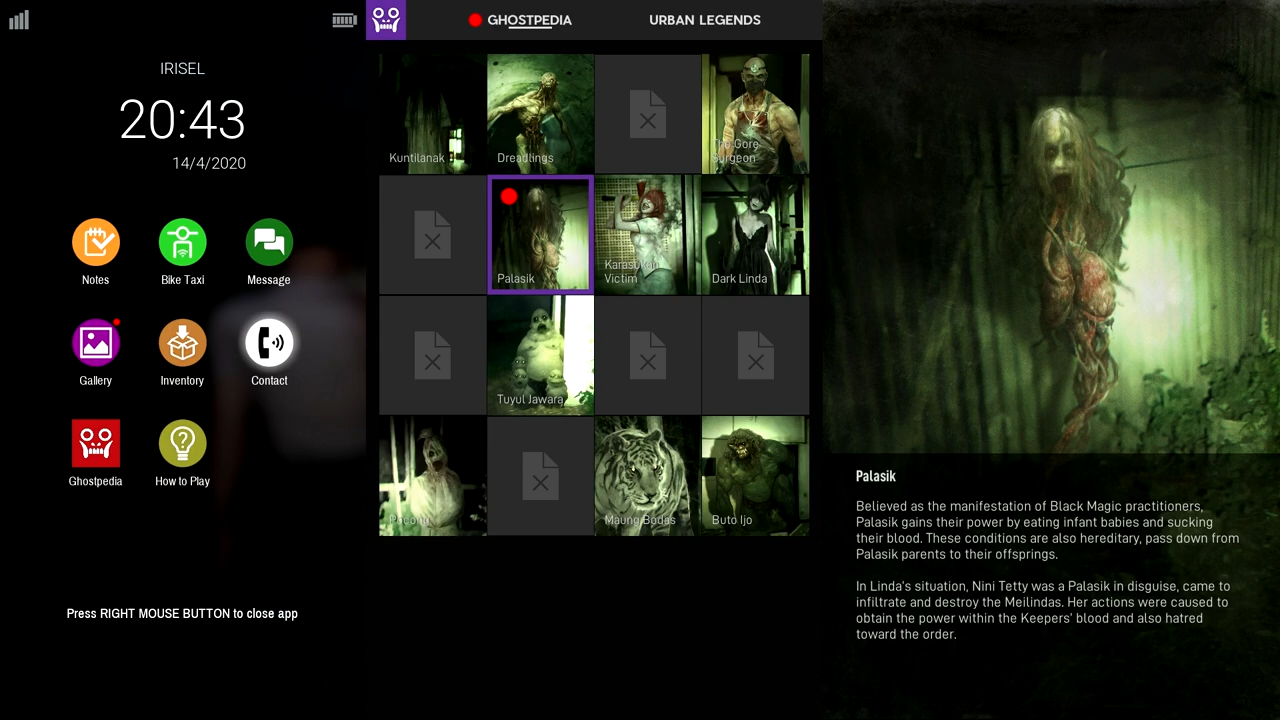 IRISEL
20:43
14/4/2020
Notes
Bike Taxi
Message
Gallery
Inventory
Contact
Ghostpedia
How to Play
Press RIGHT MOUSE BUTTON to close app
GHOSTPEDIA
URBAN LEGENDS
Kuntilanak
Dreadlings
The Gore
Surgeon
Palasik
Karasukan
Victim
Dark Linda
Tuyul Jawara
Pocong
Maung Bodas
Buto Ijo
Palasik
Believed as the manifestation of Black Magic practitioners,
Palasik gains their power by eating infant babies and sucking
their blood. These conditions are also hereditary, pass down from
Palasik parents to their offsprings.
In Linda's situation, Nini Tetty was a Palasik in disguise, came to
infiltrate and destroy the Meilindas. Her actions were caused to
obtain the power within the Keepers' blood and also hatred
toward the order.